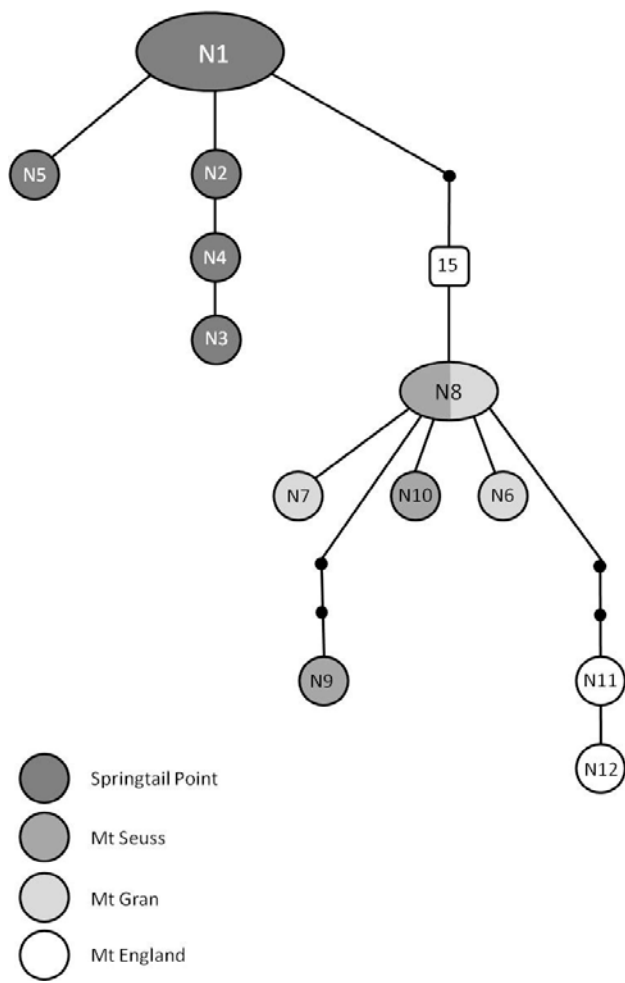 N1
N5
N2
N4
15
N3
N8
N7
N10
N6
N9
N11
N12
Springtail Point
Mt Seuss
Mt Gran
Mt England